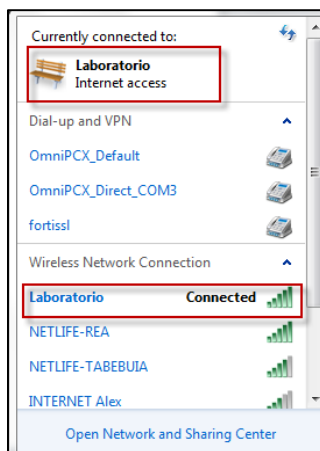 Currently connected to:
Laboratorio
Internet access
Dial-up and VPN
OmniPCX_Default
OmniPCX_Direct_COM3
fortissl
Wireless Network Connection
Laboratorio Connected
NETLIFE-REA
NETLIFE-TABEBUIA
INTERNET Alex
Open Network and Sharing Center